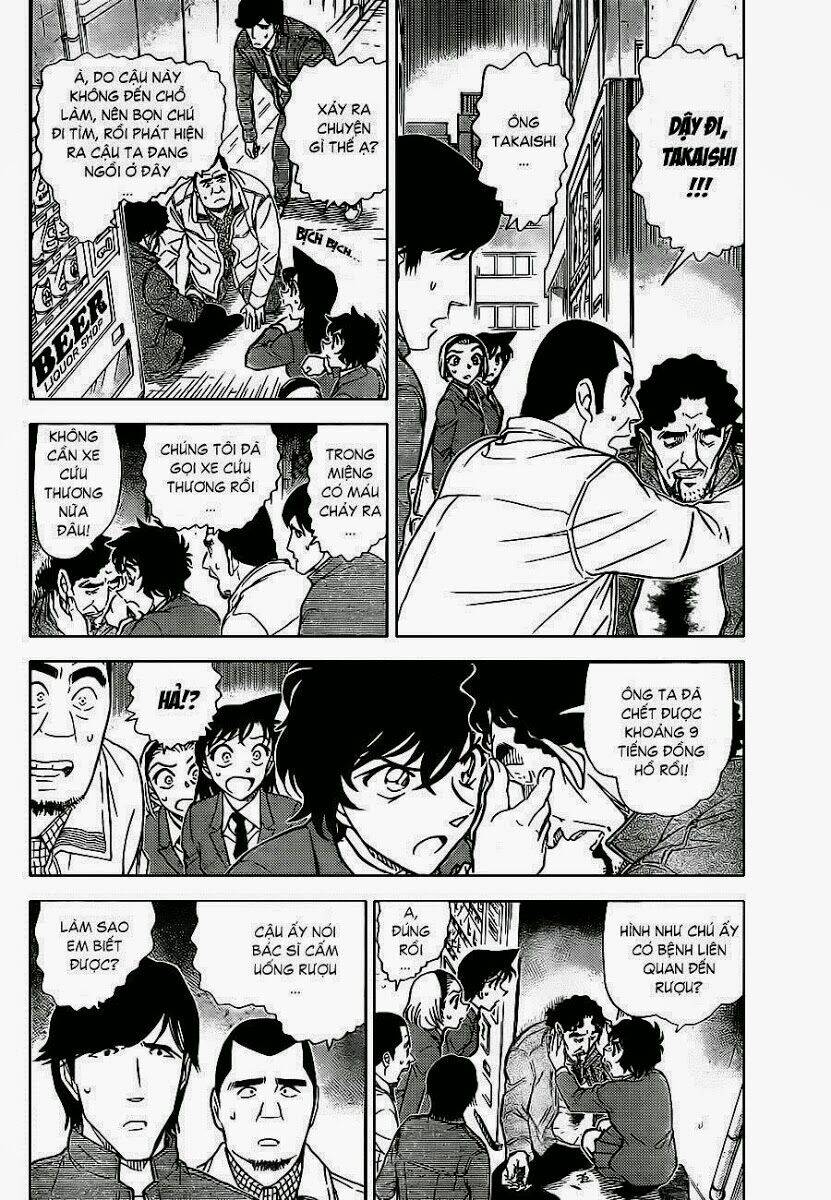 DẬY ĐI,
TAKAISHI
!!!
ÔNG
TAKAISHI
...
XẢY RA
CHUYỆN
GÌ THẾ Ạ?
À, DO CẬU NÀY
KHÔNG ĐẾN CHỖ
LÀM, NÊN BỌN CHÚ
ĐI TÌM, RỒI PHÁT HIỆN
RA CẬU TA ĐANG
NGỒI Ở ĐÂY
...
BỊCH BỊCH...
BEER
LIQUOR SHOP
TRONG
MIỆNG
CÓ MÁU
CHẢY RA
...
CHÚNG TÔI ĐÃ
GỌI XE CỨU
THƯƠNG RỒI
...
KHÔNG
CẦN XE
CỨU
THƯƠNG
NỮA
ĐÂU!
ÔNG TA ĐÃ
CHẾT ĐƯỢC
KHOẢNG 9
TIẾNG ĐỒNG
HỒ RỒI!
HẢ!?
HÌNH NHƯ CHÚ ẤY
CÓ BỆNH LIÊN
QUAN ĐẾN
RƯỢU?
A,
ĐÚNG
RỒI
...
CẬU ẤY NÓI
BÁC SĨ CẤM
UỐNG RƯỢU
...
LÀM SAO
EM BIẾT
ĐƯỢC?